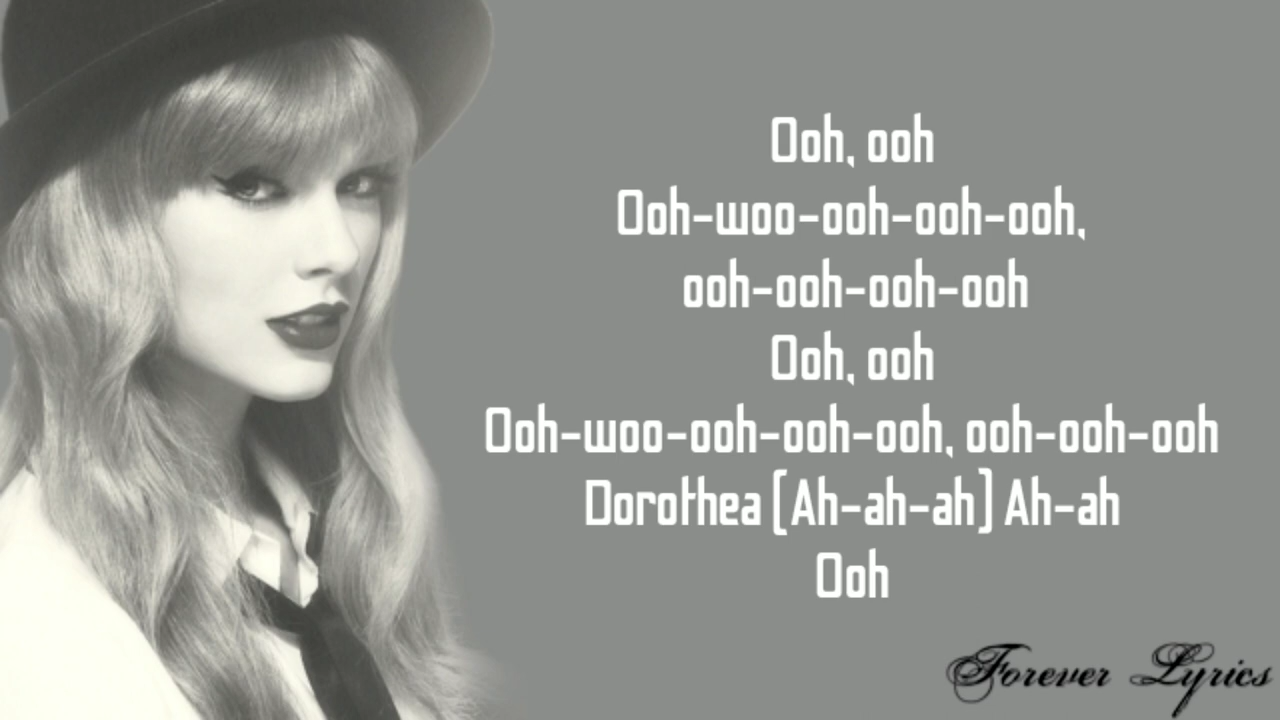 Ooh, ooh
Ooh-woo-ooh-ooh-ooh,
ooh-ooh-ooh-ooh
Ooh, ooh
Ooh-woo-ooh-ooh-ooh, ooh-ooh-ooh
Dorothea (Ah-ah-ah) Ah-ah
Ooh
Forever Lyrics